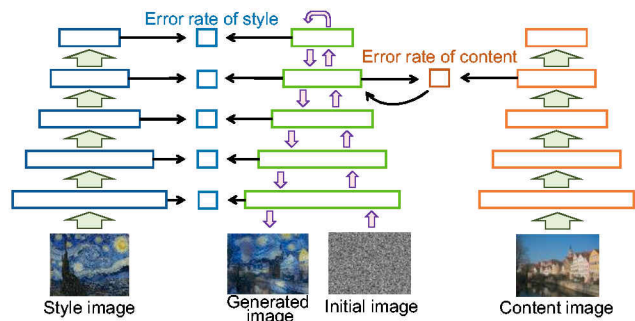 Error rate of style
Error rate of content
Style image
Generated
image
Initial image
Content image